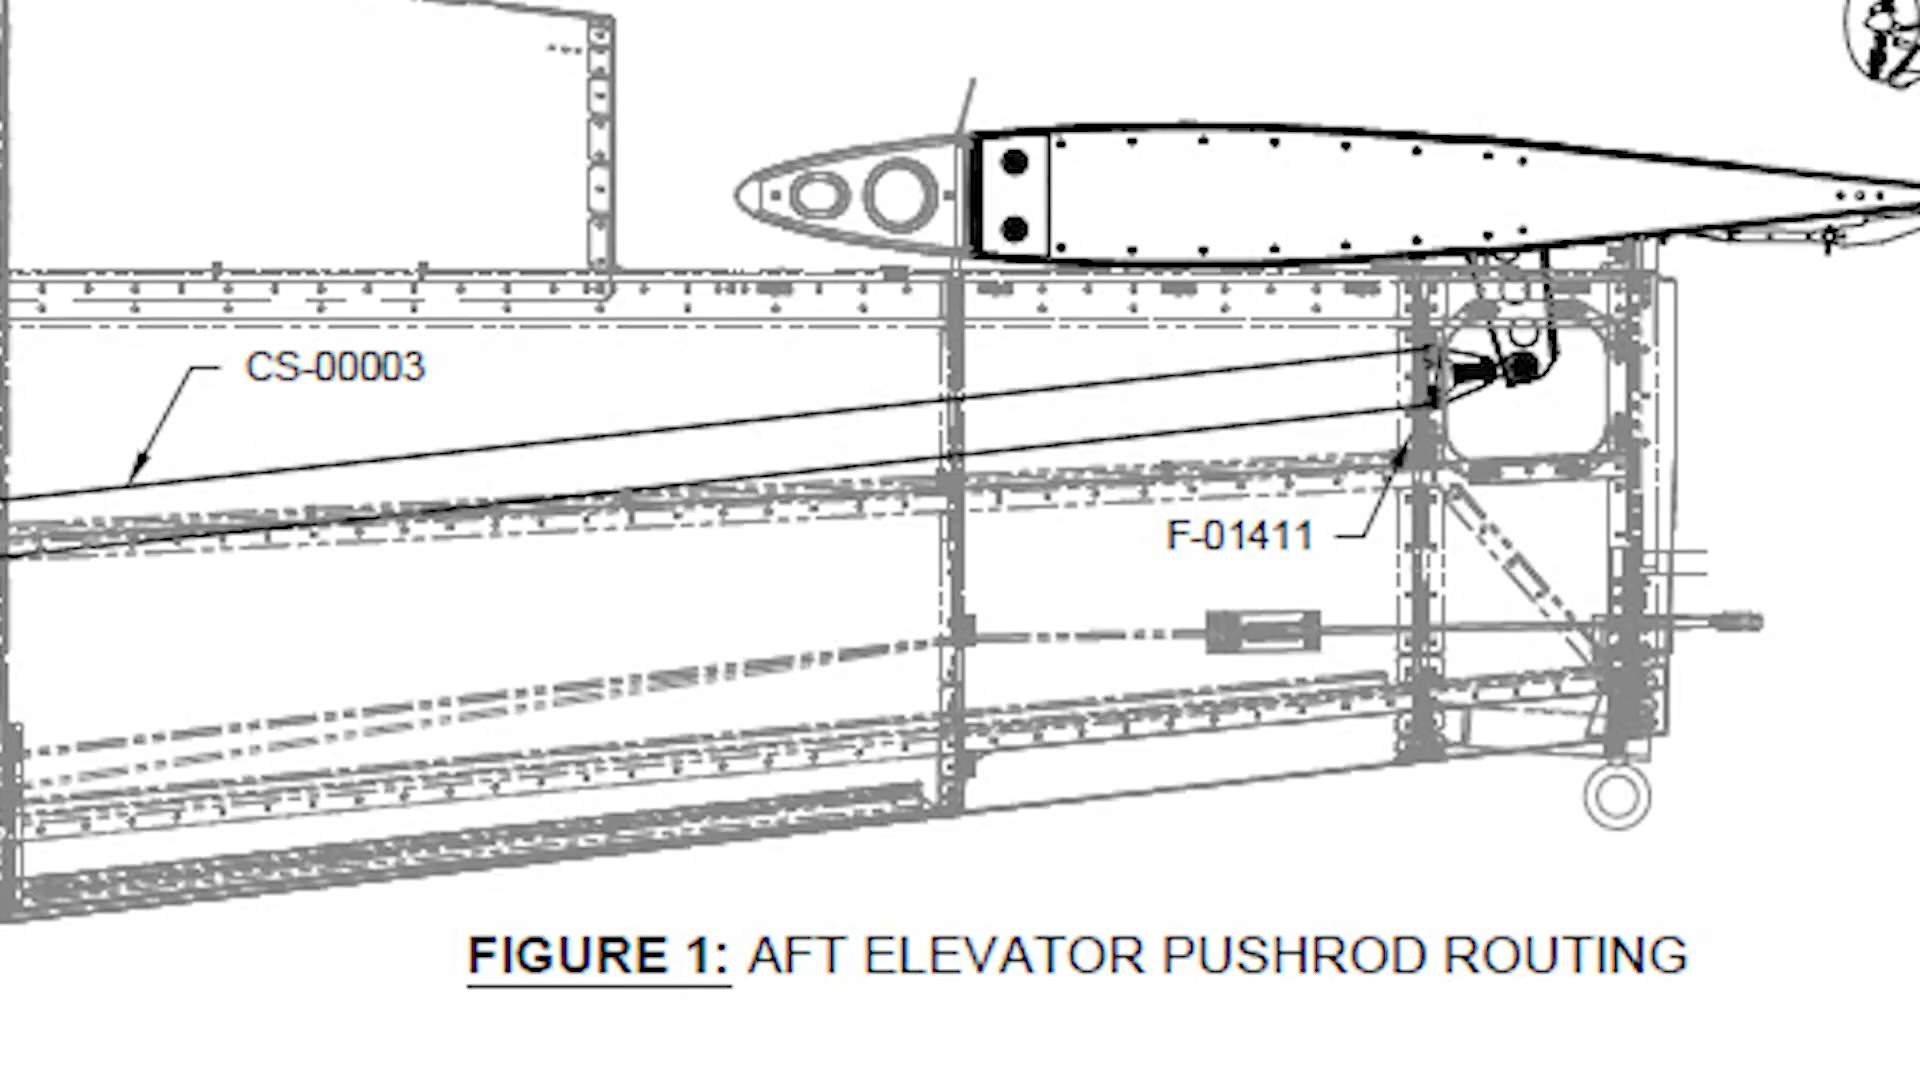 CS-00003
F-01411
FIGURE 1: AFT ELEVATOR PUSHROD ROUTING